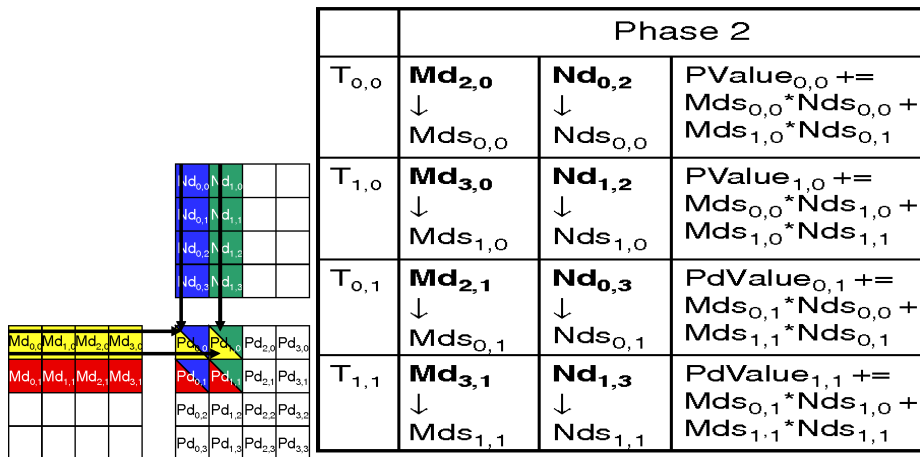 Phase 2
T0,0 Md2,0 Nd0,2 PValue0,0 +=
↓ ↓ Mds0,0*Nds0,0 +
Mds0,0 Nds0,0 Mds1,0*Nds0,1
T1,0 Md3,0 Nd1,2 PValue1,0 +=
↓ ↓ Mds0,0*Nds1,0 +
Mds1,0 Nds1,0 Mds1,0*Nds1,1
T0,1 Md2,1 Nd0,3 PdValue0,1 +=
↓ ↓ Mds0,1*Nds0,0 +
Mds0,1 Nds0,1 Mds1,1*Nds0,1
T1,1 Md3,1 Nd1,3 PdValue1,1 +=
↓ ↓ Mds0,1*Nds1,0 +
Mds1,1 Nds1,1 Mds1,1*Nds1,1
Nd0,0 Nd1,0
Nd0,1 Nd1,1
Nd0,2 Nd1,2
Nd0,3 Nd1,3
Md0,0 Md1,0 Md2,0 Md3,0 Pd0,0 Pd1,0 Pd2,0 Pd3,0
Md0,1 Md1,1 Md2,1 Md3,1 Pd0,1 Pd1,1 Pd2,1 Pd3,1
Pd0,2 Pd1,2 Pd2,2 Pd3,2
Pd0,3 Pd1,3 Pd2,3 Pd3,3